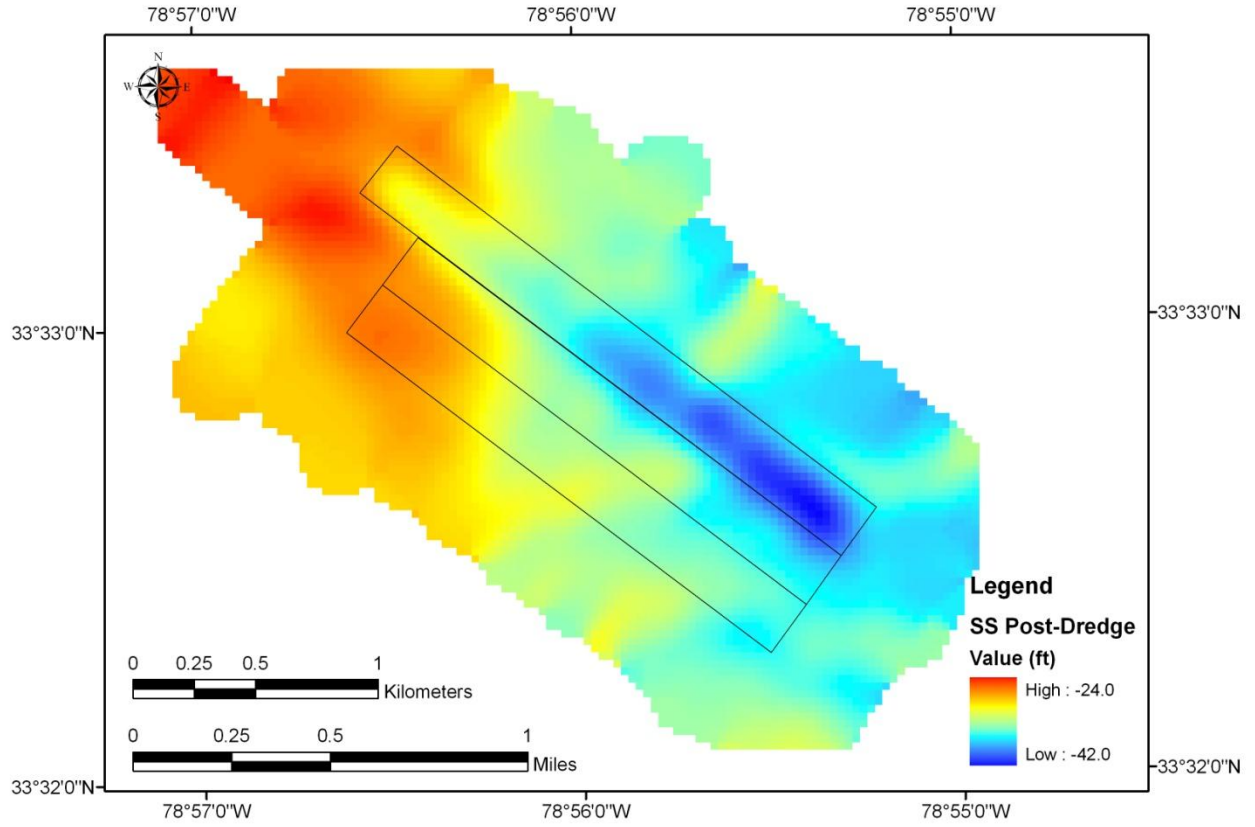 78°57'0"W 78°56'0"W 78°55'0"W
N
W E
S
33°33'0"N 33°33'0"N
Legend
SS Post-Dredge
Value (ft)
High : -24.0
Low : -42.0
0 0.25 0.5 1
Kilometers
0 0.25 0.5 1
Miles
33°32'0"N 33°32'0"N
78°57'0"W 78°56'0"W 78°55'0"W